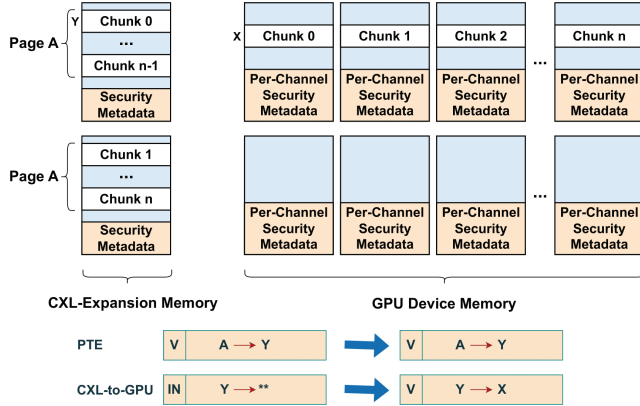 Y Chunk 0
Page A
...
Chunk n-1
Security
Metadata
X Chunk 0 Chunk 1 Chunk 2 ... Chunk n
Per-Channel Per-Channel Per-Channel Per-Channel
Security Security Security Security
Metadata Metadata Metadata Metadata
Chunk 1
Page A ...
Chunk n
Security
Metadata
...
Per-Channel Per-Channel Per-Channel Per-Channel
Security Security Security Security
Metadata Metadata Metadata Metadata
CXL-Expansion Memory GPU Device Memory
PTE V A → Y V A → Y
CXL-to-GPU IN Y → ** V Y → X